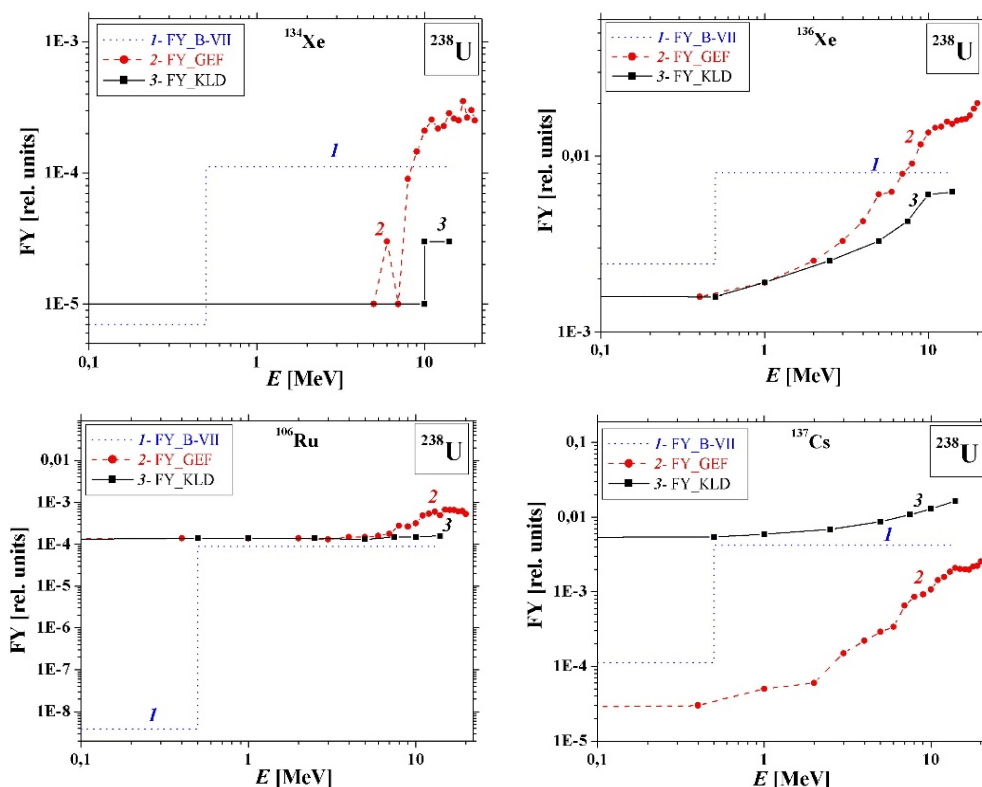 ¹³⁴Xe
²³⁸U
1- FY_B-VII
2- FY_GEF
3- FY_KLD
1E-3
1E-4
1E-5
FY [rel. units]
1
2
3
0,1
1
10
E [MeV]
¹³⁶Xe
²³⁸U
1- FY_B-VII
2- FY_GEF
3- FY_KLD
0,01
1E-3
FY [rel. units]
2
1
3
0,1
1
10
E [MeV]
¹⁰⁶Ru
²³⁸U
1- FY_B-VII
2- FY_GEF
3- FY_KLD
0,01
1E-3
1E-4
1E-5
1E-6
1E-7
1E-8
FY [rel. units]
2
3
1
0,1
1
10
E [MeV]
¹³⁷Cs
²³⁸U
1- FY_B-VII
2- FY_GEF
3- FY_KLD
0,1
0,01
1E-3
1E-4
1E-5
FY [rel. units]
3
1
2
0,1
1
10
E [MeV]